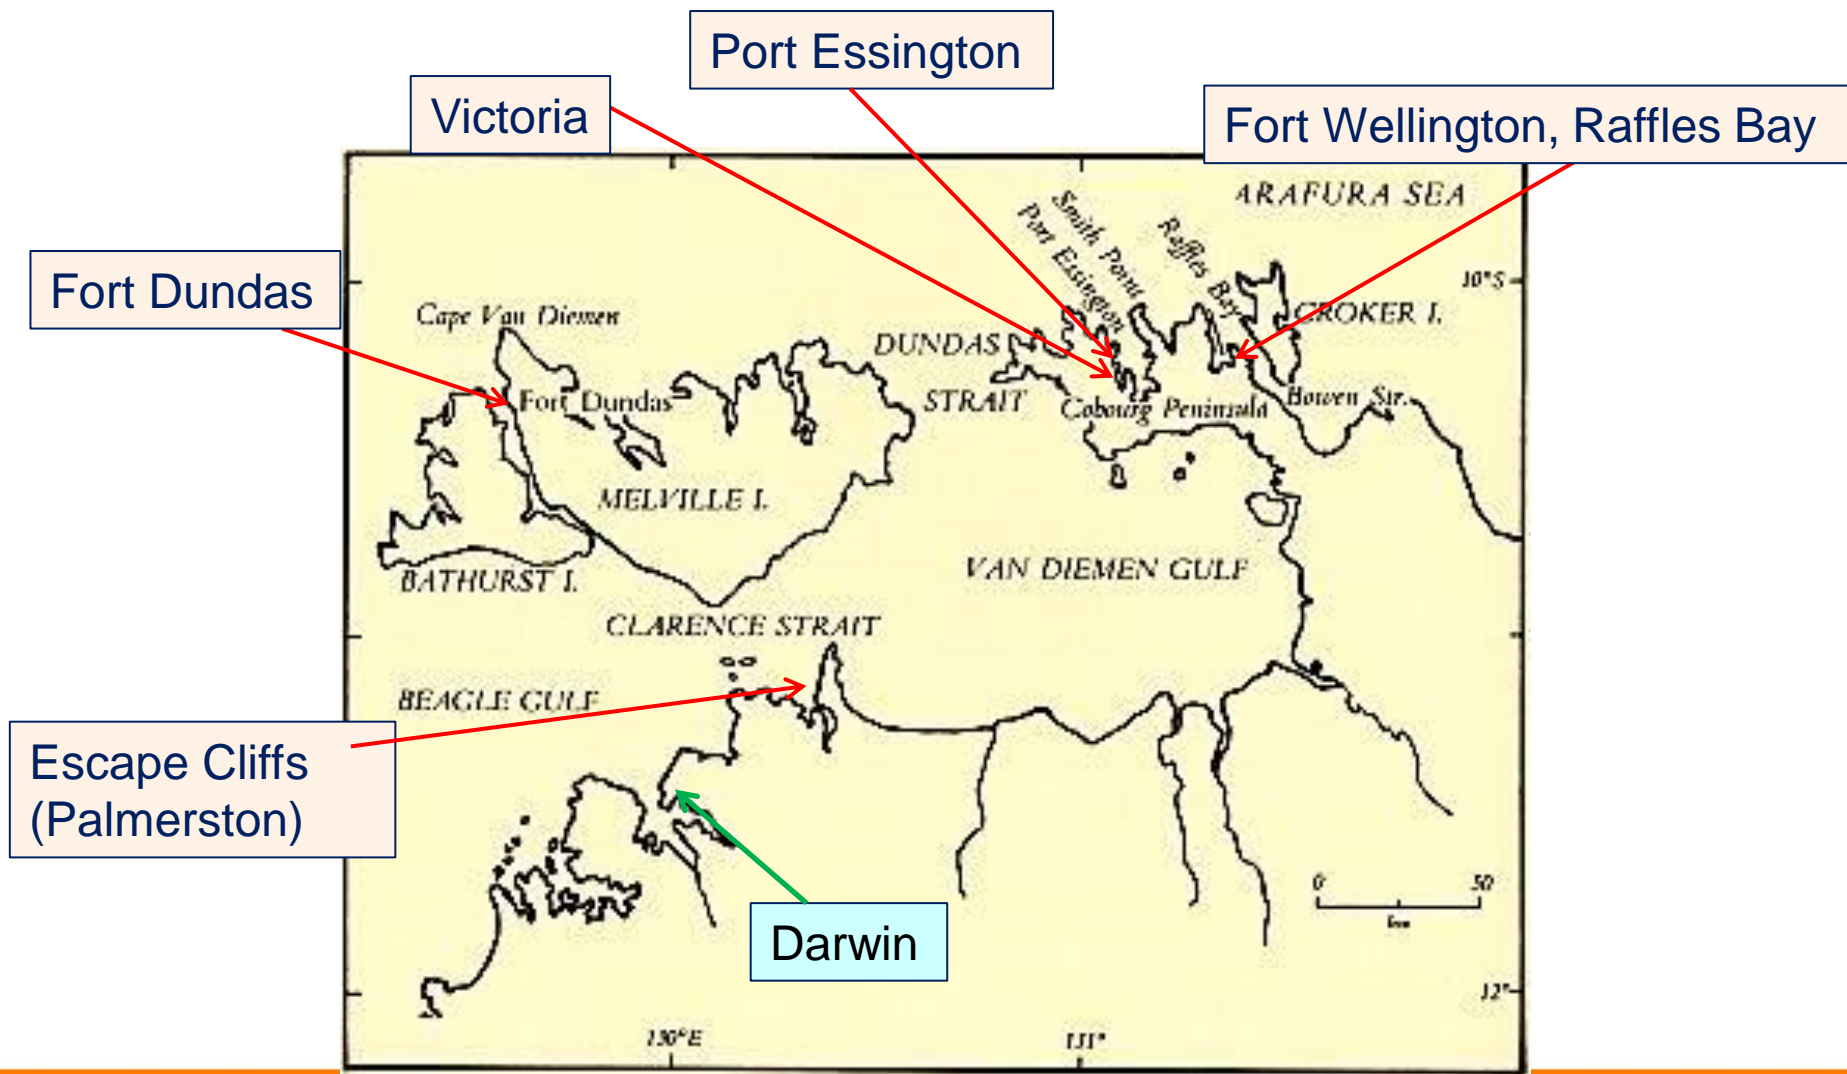 Port Essington
Victoria
Fort Wellington, Raffles Bay
ARAFURA SEA
Smith Point
Port Essington
Raffles Bay
Fort Dundas
10°S
Cape Van Diemen
CROKER I.
DUNDAS
STRAIT
Fort Dundas
Cobourg Peninsula
Bowen Str.
MELVILLE I.
BATHURST I.
VAN DIEMEN GULF
CLARENCE STRAIT
BEAGLE GULF
Escape Cliffs
(Palmerston)
Darwin
0 50
km
12°
130°E
131°